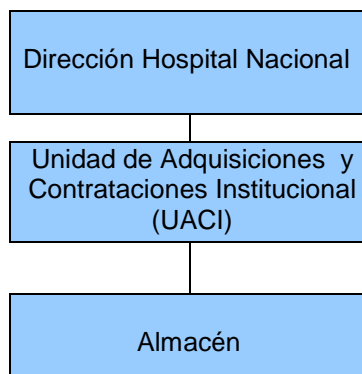 Dirección Hospital Nacional
Unidad de Adquisiciones y
Contrataciones Institucional
(UACI)
Almacén